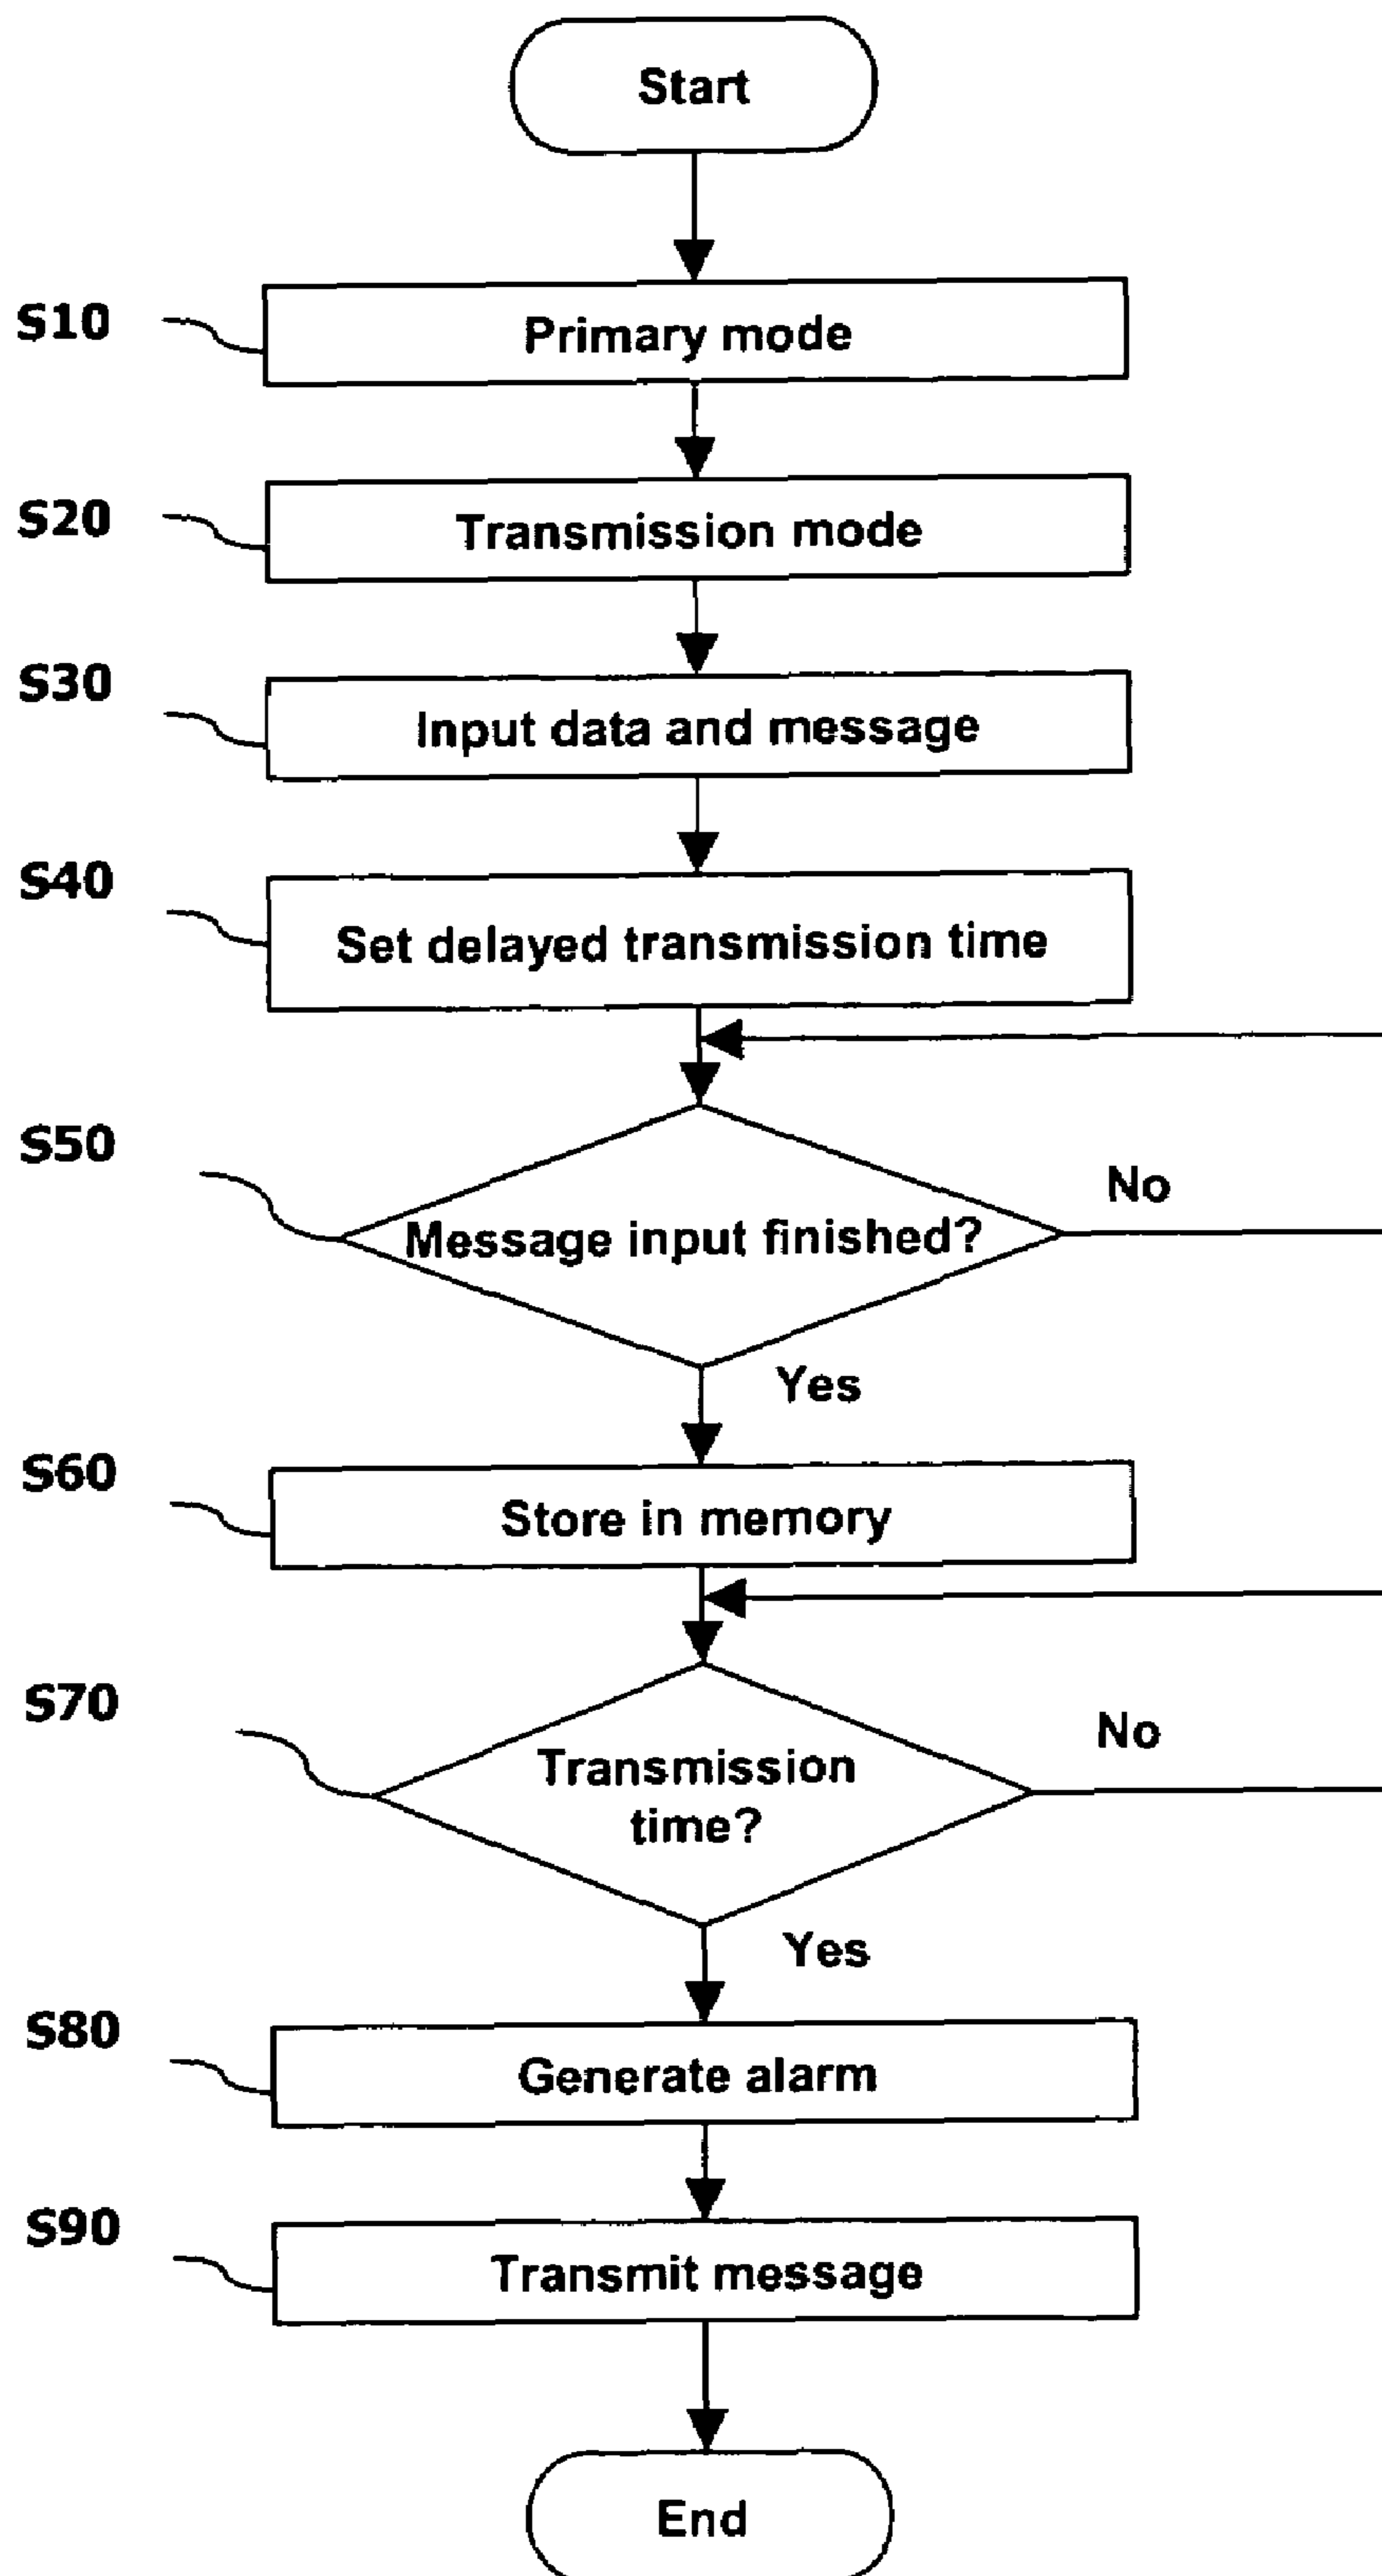 Start
S10
Primary mode
S20
Transmission mode
S30
Input data and message
S40
Set delayed transmission time
S50
Message input finished?
No
Yes
S60
Store in memory
S70
Transmission
time?
No
Yes
S80
Generate alarm
S90
Transmit message
End